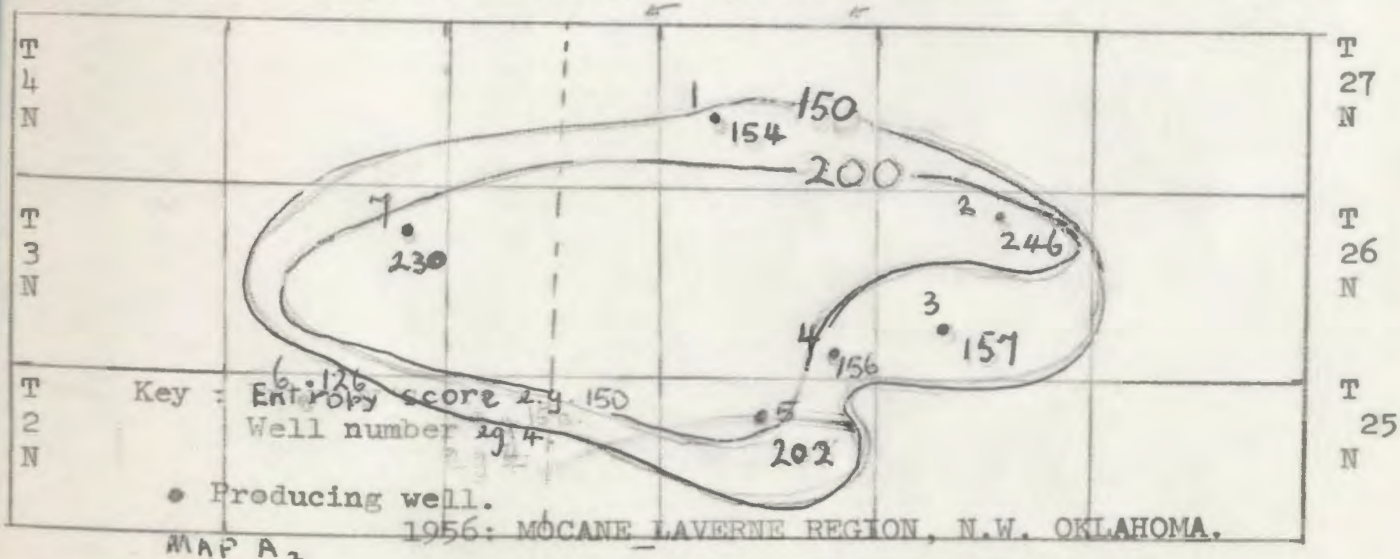 T
4
N
T
27
N
1
150
154
200
T
3
N
7
230
2
246
T
26
N
3
157
4
156
6 .126
T
2
N
Key : Entropy score e.g. 150
Well number eg 4.
5
202
T
25
N
Producing well.
1956: MOCANE LAVERNE REGION, N.W. OKLAHOMA.
MAP A2